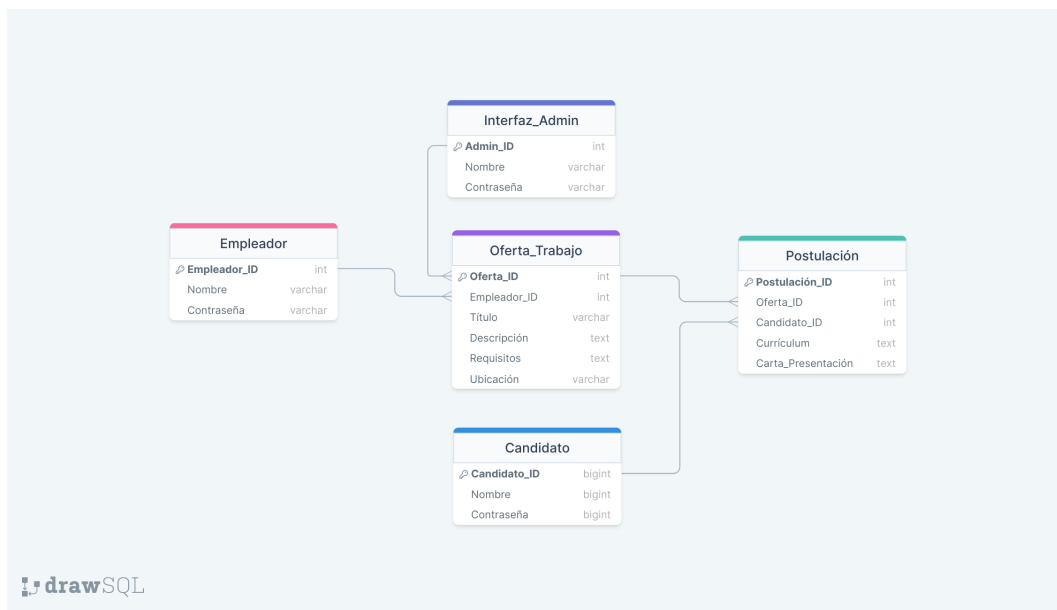 Interfaz_Admin
Admin_ID int
Nombre varchar
Contraseña varchar
Empleador
Empleador_ID int
Nombre varchar
Contraseña varchar
Oferta_Trabajo
Oferta_ID int
Empleador_ID int
Título varchar
Descripción text
Requisitos text
Ubicación varchar
Postulación
Postulación_ID int
Oferta_ID int
Candidato_ID int
Currículum text
Carta_Presentación text
Candidato
Candidato_ID bigint
Nombre bigint
Contraseña bigint
drawSQL